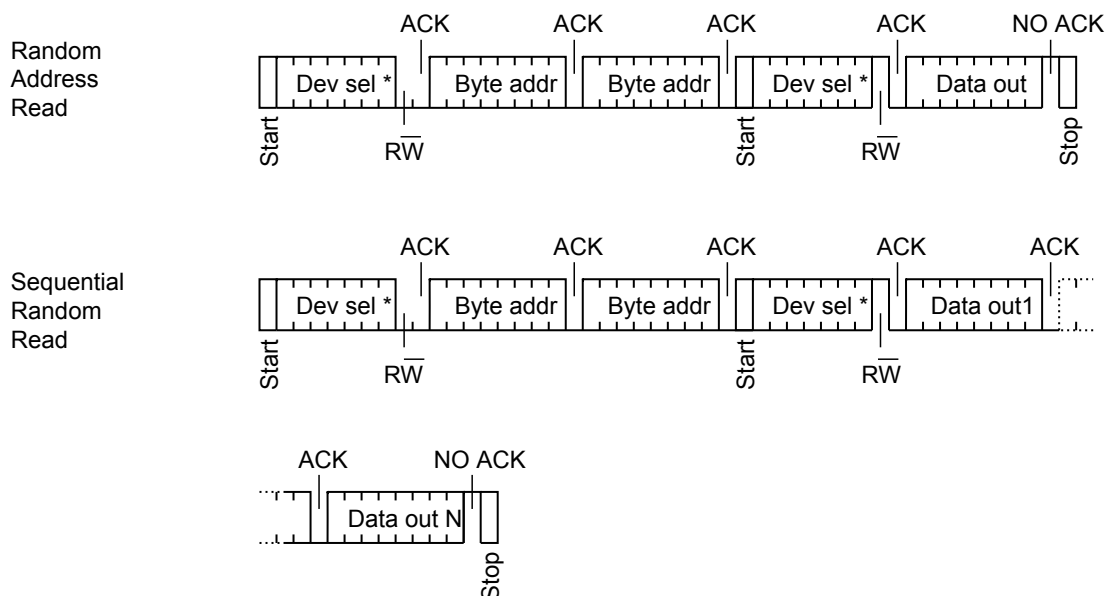 ACK ACK ACK ACK NO ACK
Random
Address
Read
Dev sel * Byte addr Byte addr Dev sel * Data out
Start RW̅ Start RW̅ Stop
ACK ACK ACK ACK ACK
Sequential
Random
Read
Dev sel * Byte addr Byte addr Dev sel * Data out1
Start RW̅ Start RW̅
ACK NO ACK
Data out N
Stop